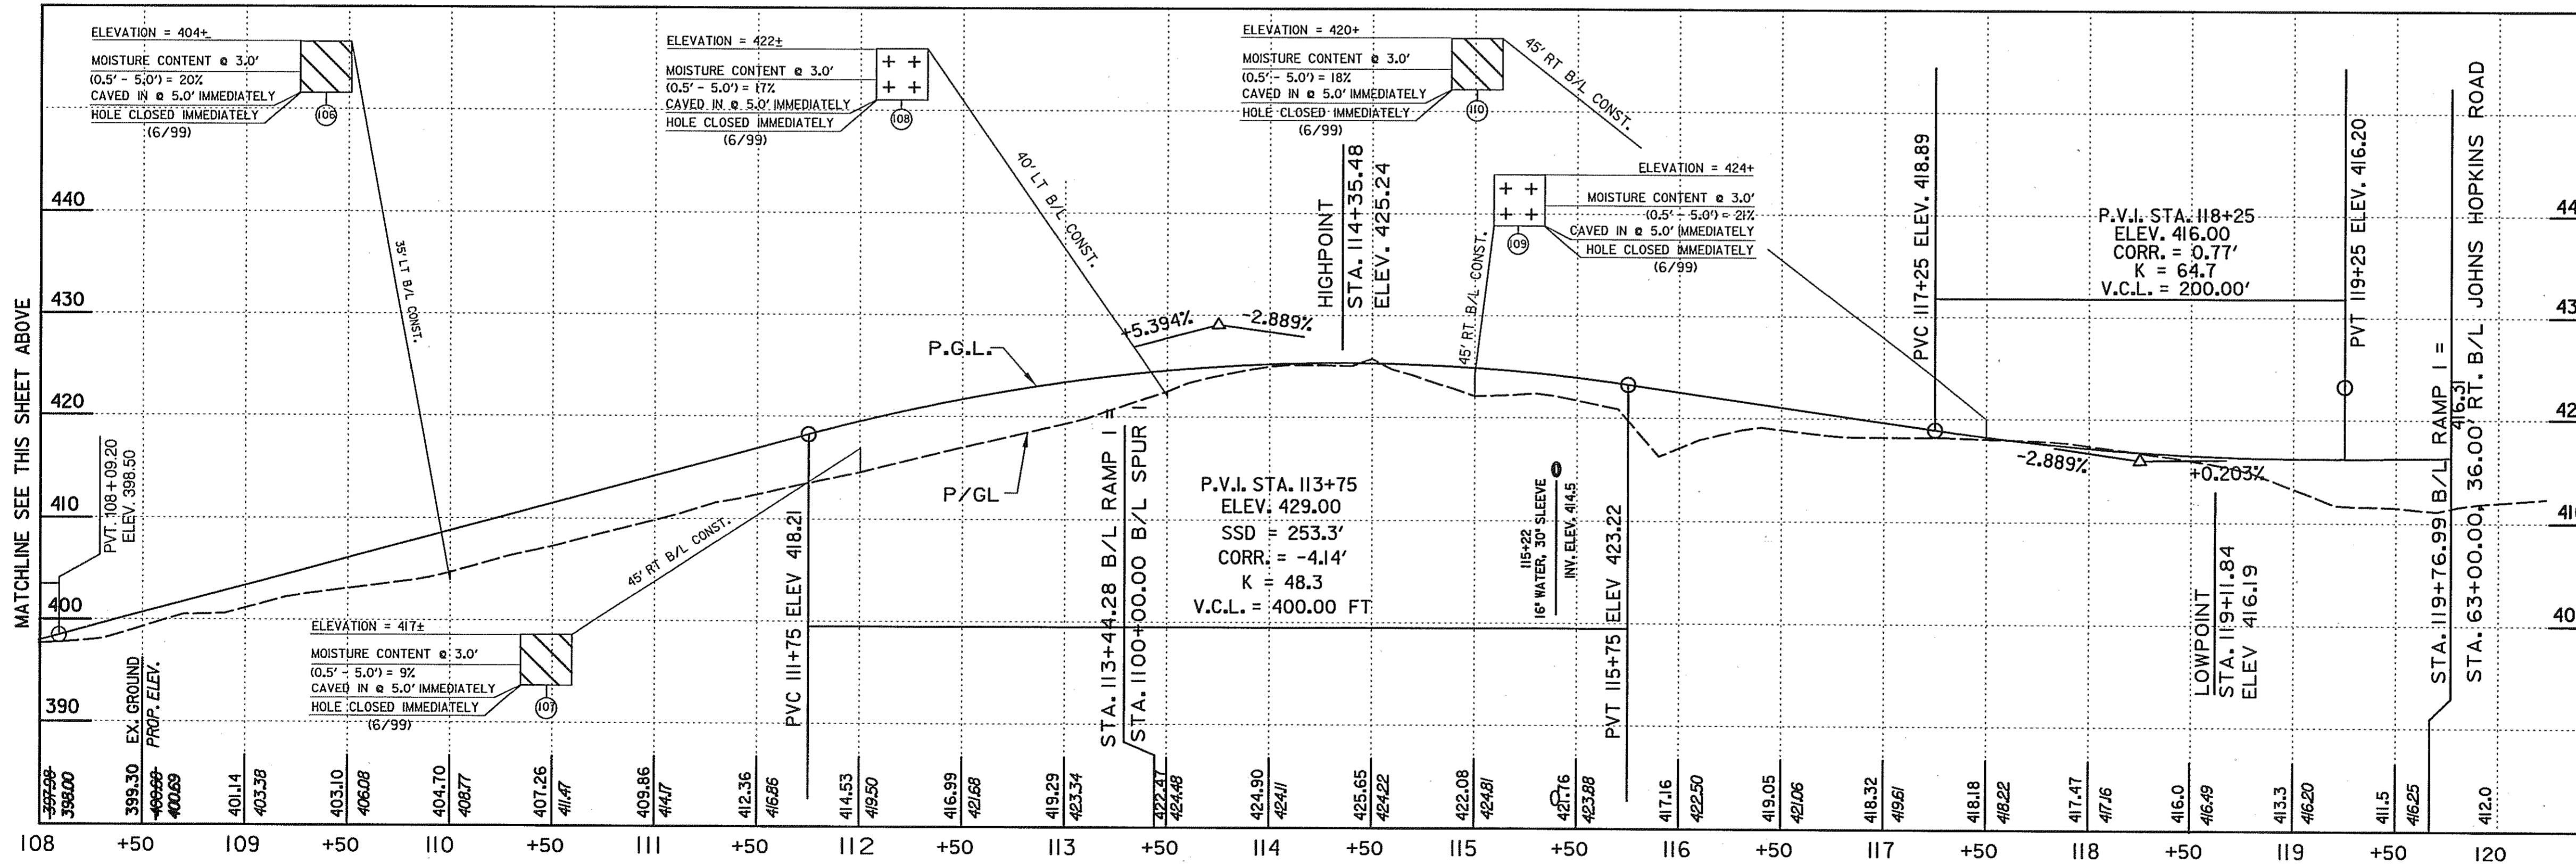 ELEVATION = 404+_
MOISTURE CONTENT @ 3.0'
(0.5' - 5.0') = 20%
CAVED IN @ 5.0' IMMEDIATELY
HOLE CLOSED IMMEDIATELY
(6/99)
106
35' LT B/L CONST.
ELEVATION = 422±
MOISTURE CONTENT @ 3.0'
(0.5' - 5.0') = 17%
CAVED IN @ 5.0' IMMEDIATELY
HOLE CLOSED IMMEDIATELY
(6/99)
108
40' LT B/L CONST.
ELEVATION = 420+
MOISTURE CONTENT @ 3.0'
(0.5' - 5.0') = 18%
CAVED IN @ 5.0' IMMEDIATELY
HOLE CLOSED IMMEDIATELY
(6/99)
110
45' RT B/L CONST.
ELEVATION = 424+
MOISTURE CONTENT @ 3.0'
(0.5' - 5.0') = 21%
CAVED IN @ 5.0' IMMEDIATELY
HOLE CLOSED IMMEDIATELY
(6/99)
109
45' RT B/L CONST.
ELEVATION = 417±
MOISTURE CONTENT @ 3.0'
(0.5' - 5.0') = 9%
CAVED IN @ 5.0' IMMEDIATELY
HOLE CLOSED IMMEDIATELY
(6/99)
107
45' RT B/L CONST.
MATCHLINE SEE THIS SHEET ABOVE
440
430
420
410
400
390
PVT. 108+09.20
ELEV 398.50
EX. GROUND
PROP. ELEV.
P.G.L.
P/GL
+5.394%
-2.889%
HIGHPOINT
STA. 114+35.48
ELEV. 425.24
PVC 111+75 ELEV 418.21
STA. 113+44.28 B/L RAMP 1 =
STA. 1100+00.00 B/L SPUR 1
P.V.I. STA. 113+75
ELEV. 429.00
SSD = 253.3'
CORR. = -4.14'
K = 48.3
V.C.L. = 400.00 FT
115+22
16" WATER, 30" SLEEVE
INV. ELEV. 414.5
PVT 115+75 ELEV 423.22
PVC 117+25 ELEV. 418.89
P.V.I. STA. 118+25
ELEV. 416.00
CORR. = 0.77'
K = 64.7
V.C.L. = 200.00'
PVT 119+25 ELEV. 416.20
-2.889%
+0.203%
LOWPOINT
STA. 119+11.84
ELEV 416.19
STA. 119+76.99 B/L RAMP 1 =
416.31
STA. 63+00.00, 36.00' RT. B/L JOHNS HOPKINS ROAD
44
43
42
41
40
397.98
398.00
399.30
400.68
400.69
401.14
403.38
403.10
406.08
404.70
408.77
407.26
411.47
409.86
414.17
412.36
416.86
414.53
419.50
416.99
421.68
419.29
423.34
422.47
424.48
424.90
424.11
425.65
424.22
422.08
424.81
421.76
423.88
417.16
422.50
419.05
421.06
418.32
419.61
418.18
418.22
417.47
417.16
416.0
416.49
413.3
416.20
411.5
416.25
412.0
108 +50 109 +50 110 +50 111 +50 112 +50 113 +50 114 +50 115 +50 116 +50 117 +50 118 +50 119 +50 120